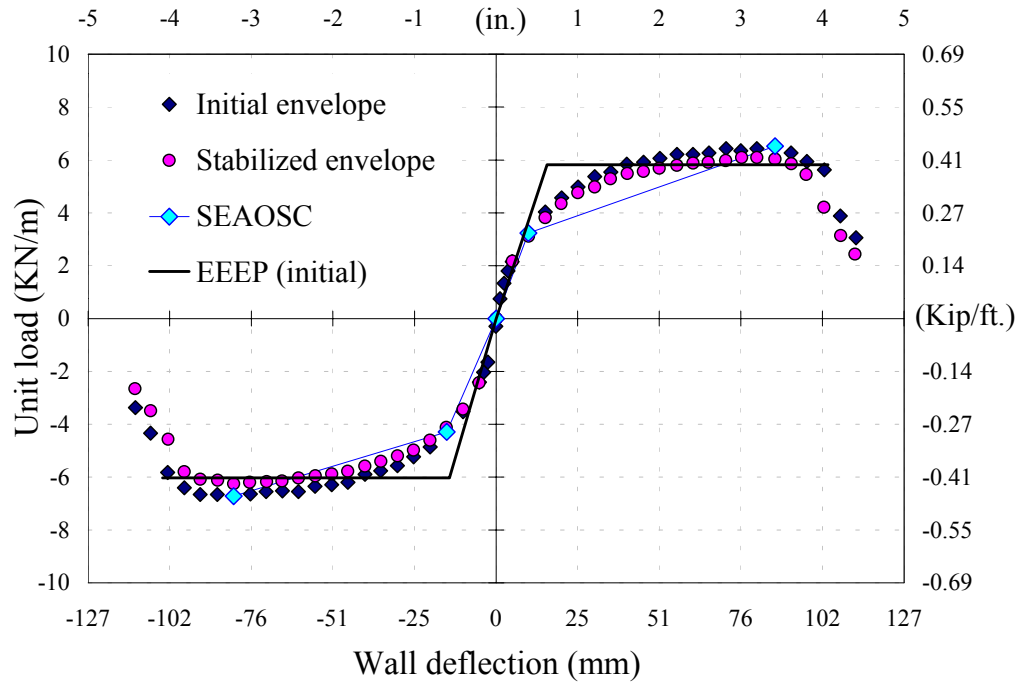 -5 -4 -3 -2 -1 (in.) 1 2 3 4 5
10 0.69
8 0.55
6 0.41
4 0.27
2 0.14
0 (Kip/ft.)
-2 -0.14
-4 -0.27
-6 -0.41
-8 -0.55
-10 -0.69
Initial envelope
Stabilized envelope
SEAOSC
EEEP (initial)
Unit load (KN/m)
-127 -102 -76 -51 -25 0 25 51 76 102 127
Wall deflection (mm)